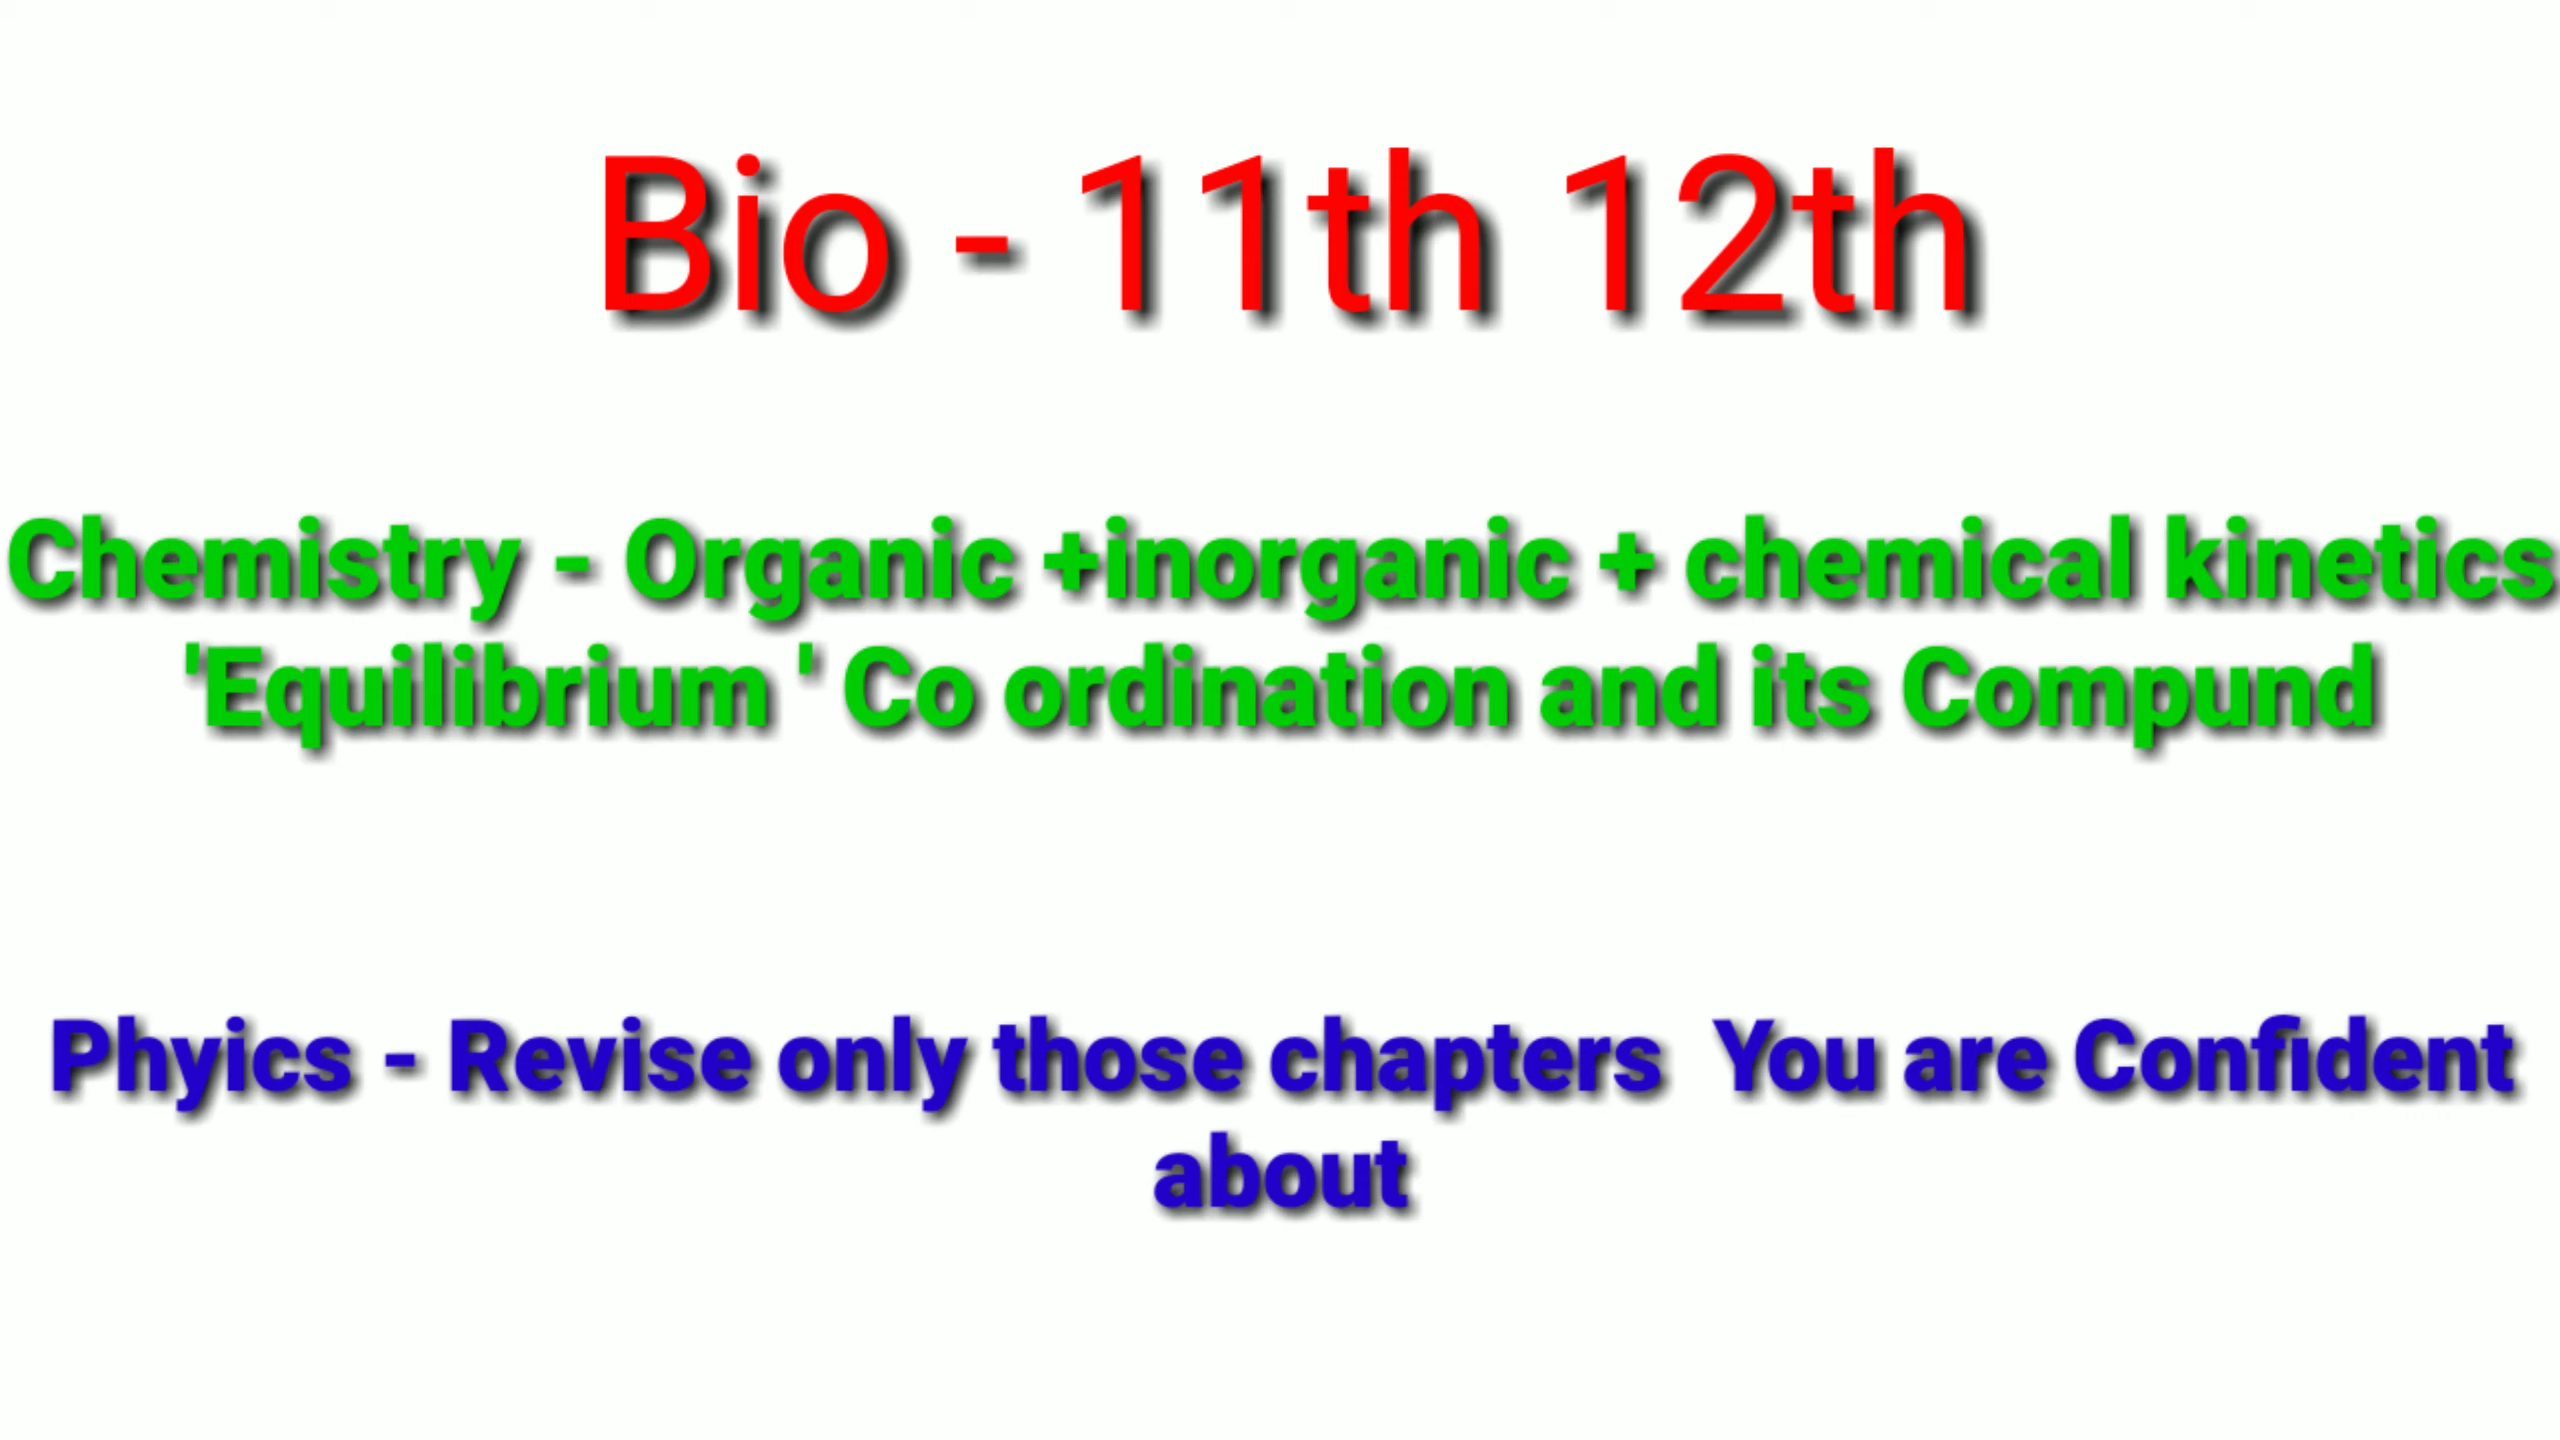 Bio - 11th 12th
Chemistry - Organic +inorganic + chemical kinetics
'Equilibrium ' Co ordination and its Compund
Phyics - Revise only those chapters  You are Confident
about